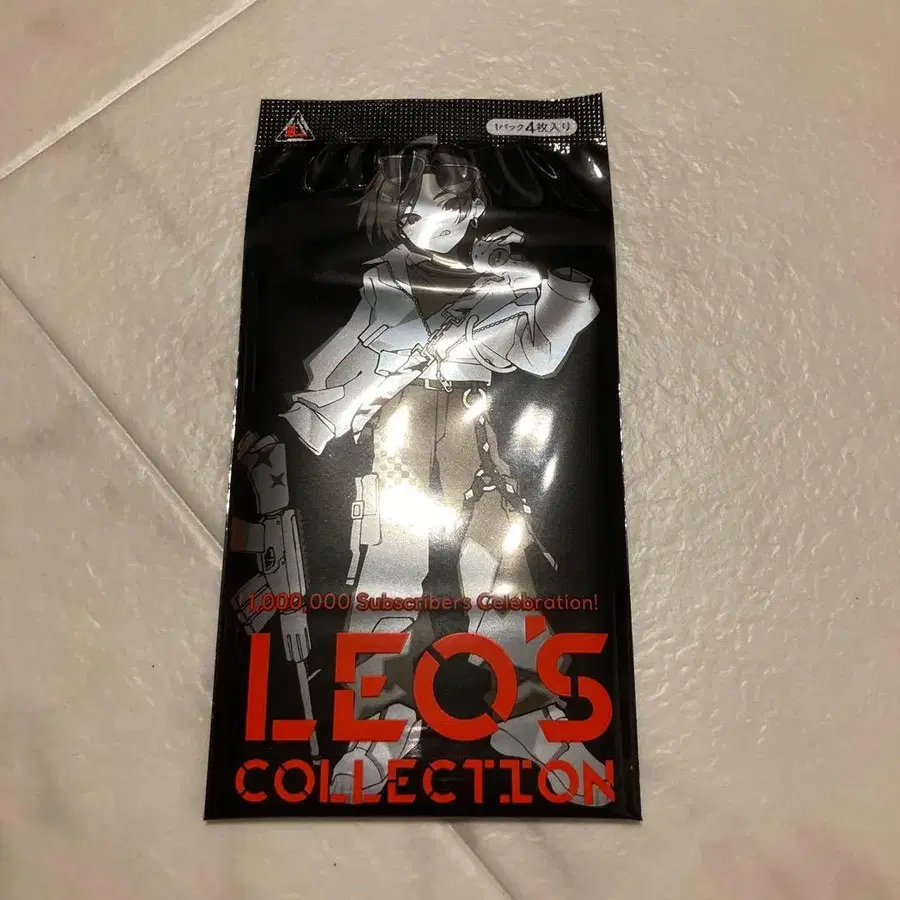 1パック4枚入り
1,000,000 Subscribers Celebration!
LEO'S
COLLECTION